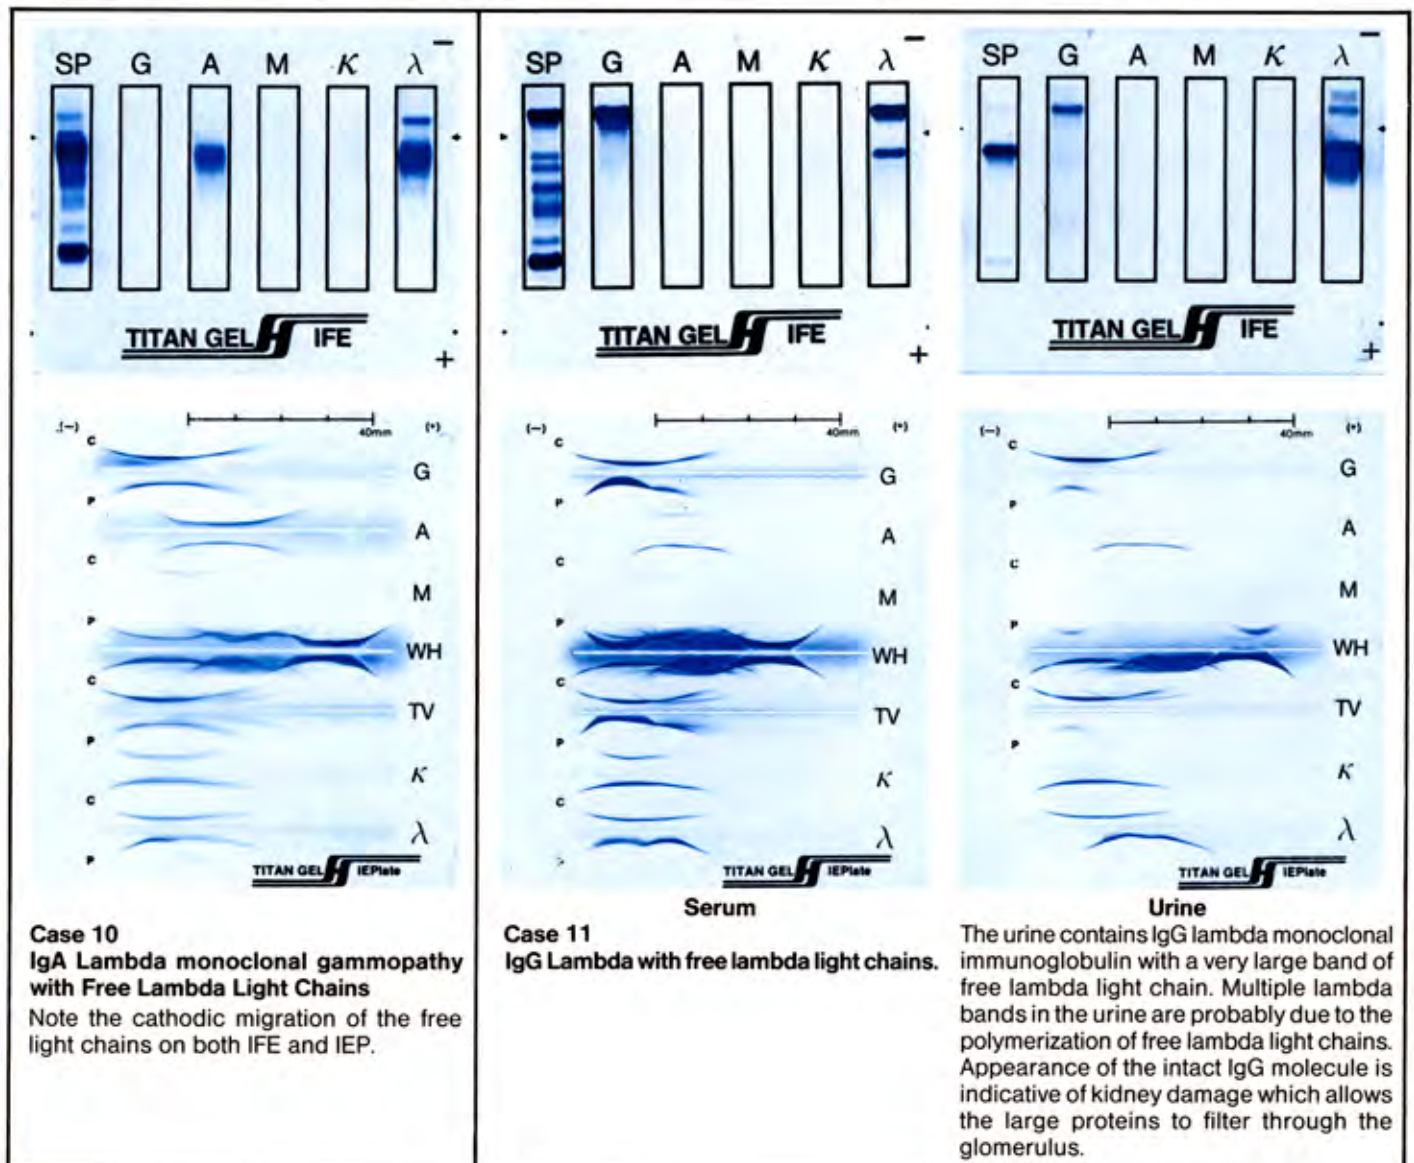 SP G A M K λ −
TITAN GEL H IFE
+
(−) 40mm (+)
C
G
P
A
C
M
P
WH
C
TV
P
K
C
λ
P
TITAN GEL H IEPlate
Case 10
IgA Lambda monoclonal gammopathy
with Free Lambda Light Chains
Note the cathodic migration of the free
light chains on both IFE and IEP.
SP G A M K λ −
TITAN GEL H IFE
+
(−) 40mm (+)
C
G
P
A
C
M
P
WH
C
TV
P
K
C
λ
TITAN GEL H IEPlate
Serum
Case 11
IgG Lambda with free lambda light chains.
SP G A M K λ −
TITAN GEL H IFE
+
(−) 40mm (+)
C
G
P
A
C
M
P
WH
C
TV
P
K
λ
TITAN GEL H IEPlate
Urine
The urine contains IgG lambda monoclonal
immunoglobulin with a very large band of
free lambda light chain. Multiple lambda
bands in the urine are probably due to the
polymerization of free lambda light chains.
Appearance of the intact IgG molecule is
indicative of kidney damage which allows
the large proteins to filter through the
glomerulus.